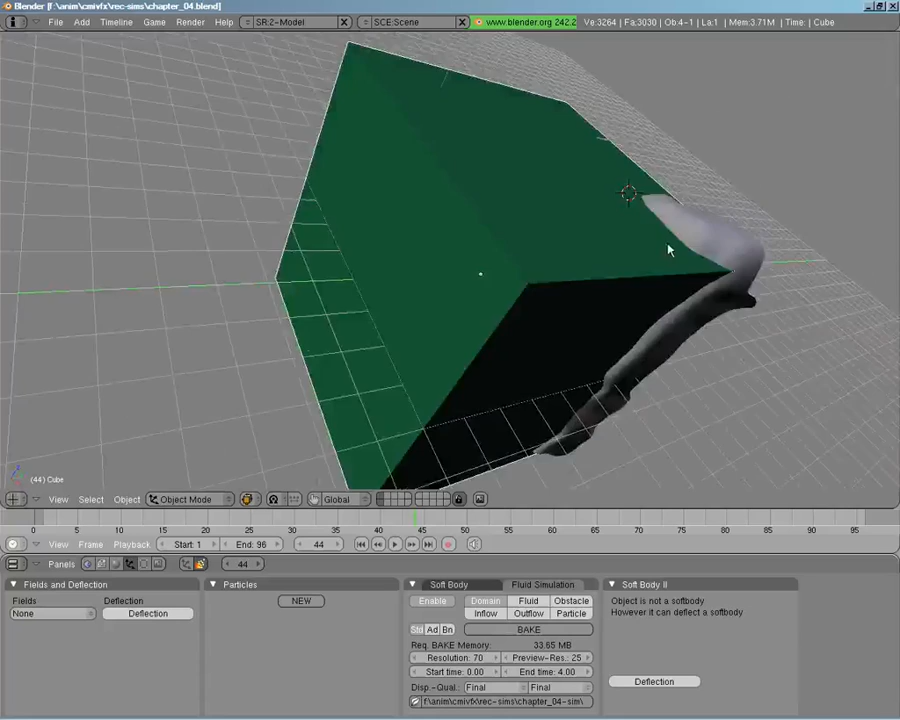 Blender [f:\anim\cmivfx\rec-sims\chapter_04.blend]
File Add Timeline Game Render Help SR:2-Model SCE:Scene www.blender.org 242.2 Ve:3264 | Fa:3030 | Ob:4-1 | La:1 | Mem:3.71M | Time: | Cube
(44) Cube
View Select Object Object Mode Global
0 5 10 15 20 25 30 35 40 45 50 55 60 65 70 75 80 85 90 95
View Frame Playback Start: 1 End: 96 44
Panels 44
Fields and Deflection Particles Soft Body Fluid Simulation Soft Body II
Fields Deflection NEW Enable Domain Fluid Obstacle Object is not a softbody
None Deflection Inflow Outflow Particle However it can deflect a softbody
Std Ad Bn BAKE
Req. BAKE Memory: 33.65 MB
Resolution: 70 Preview-Res.: 25
Start time: 0.00 End time: 4.00 Deflection
Disp.-Qual.: Final Final
f:\anim\cmivfx\rec-sims\chapter_04-sim\